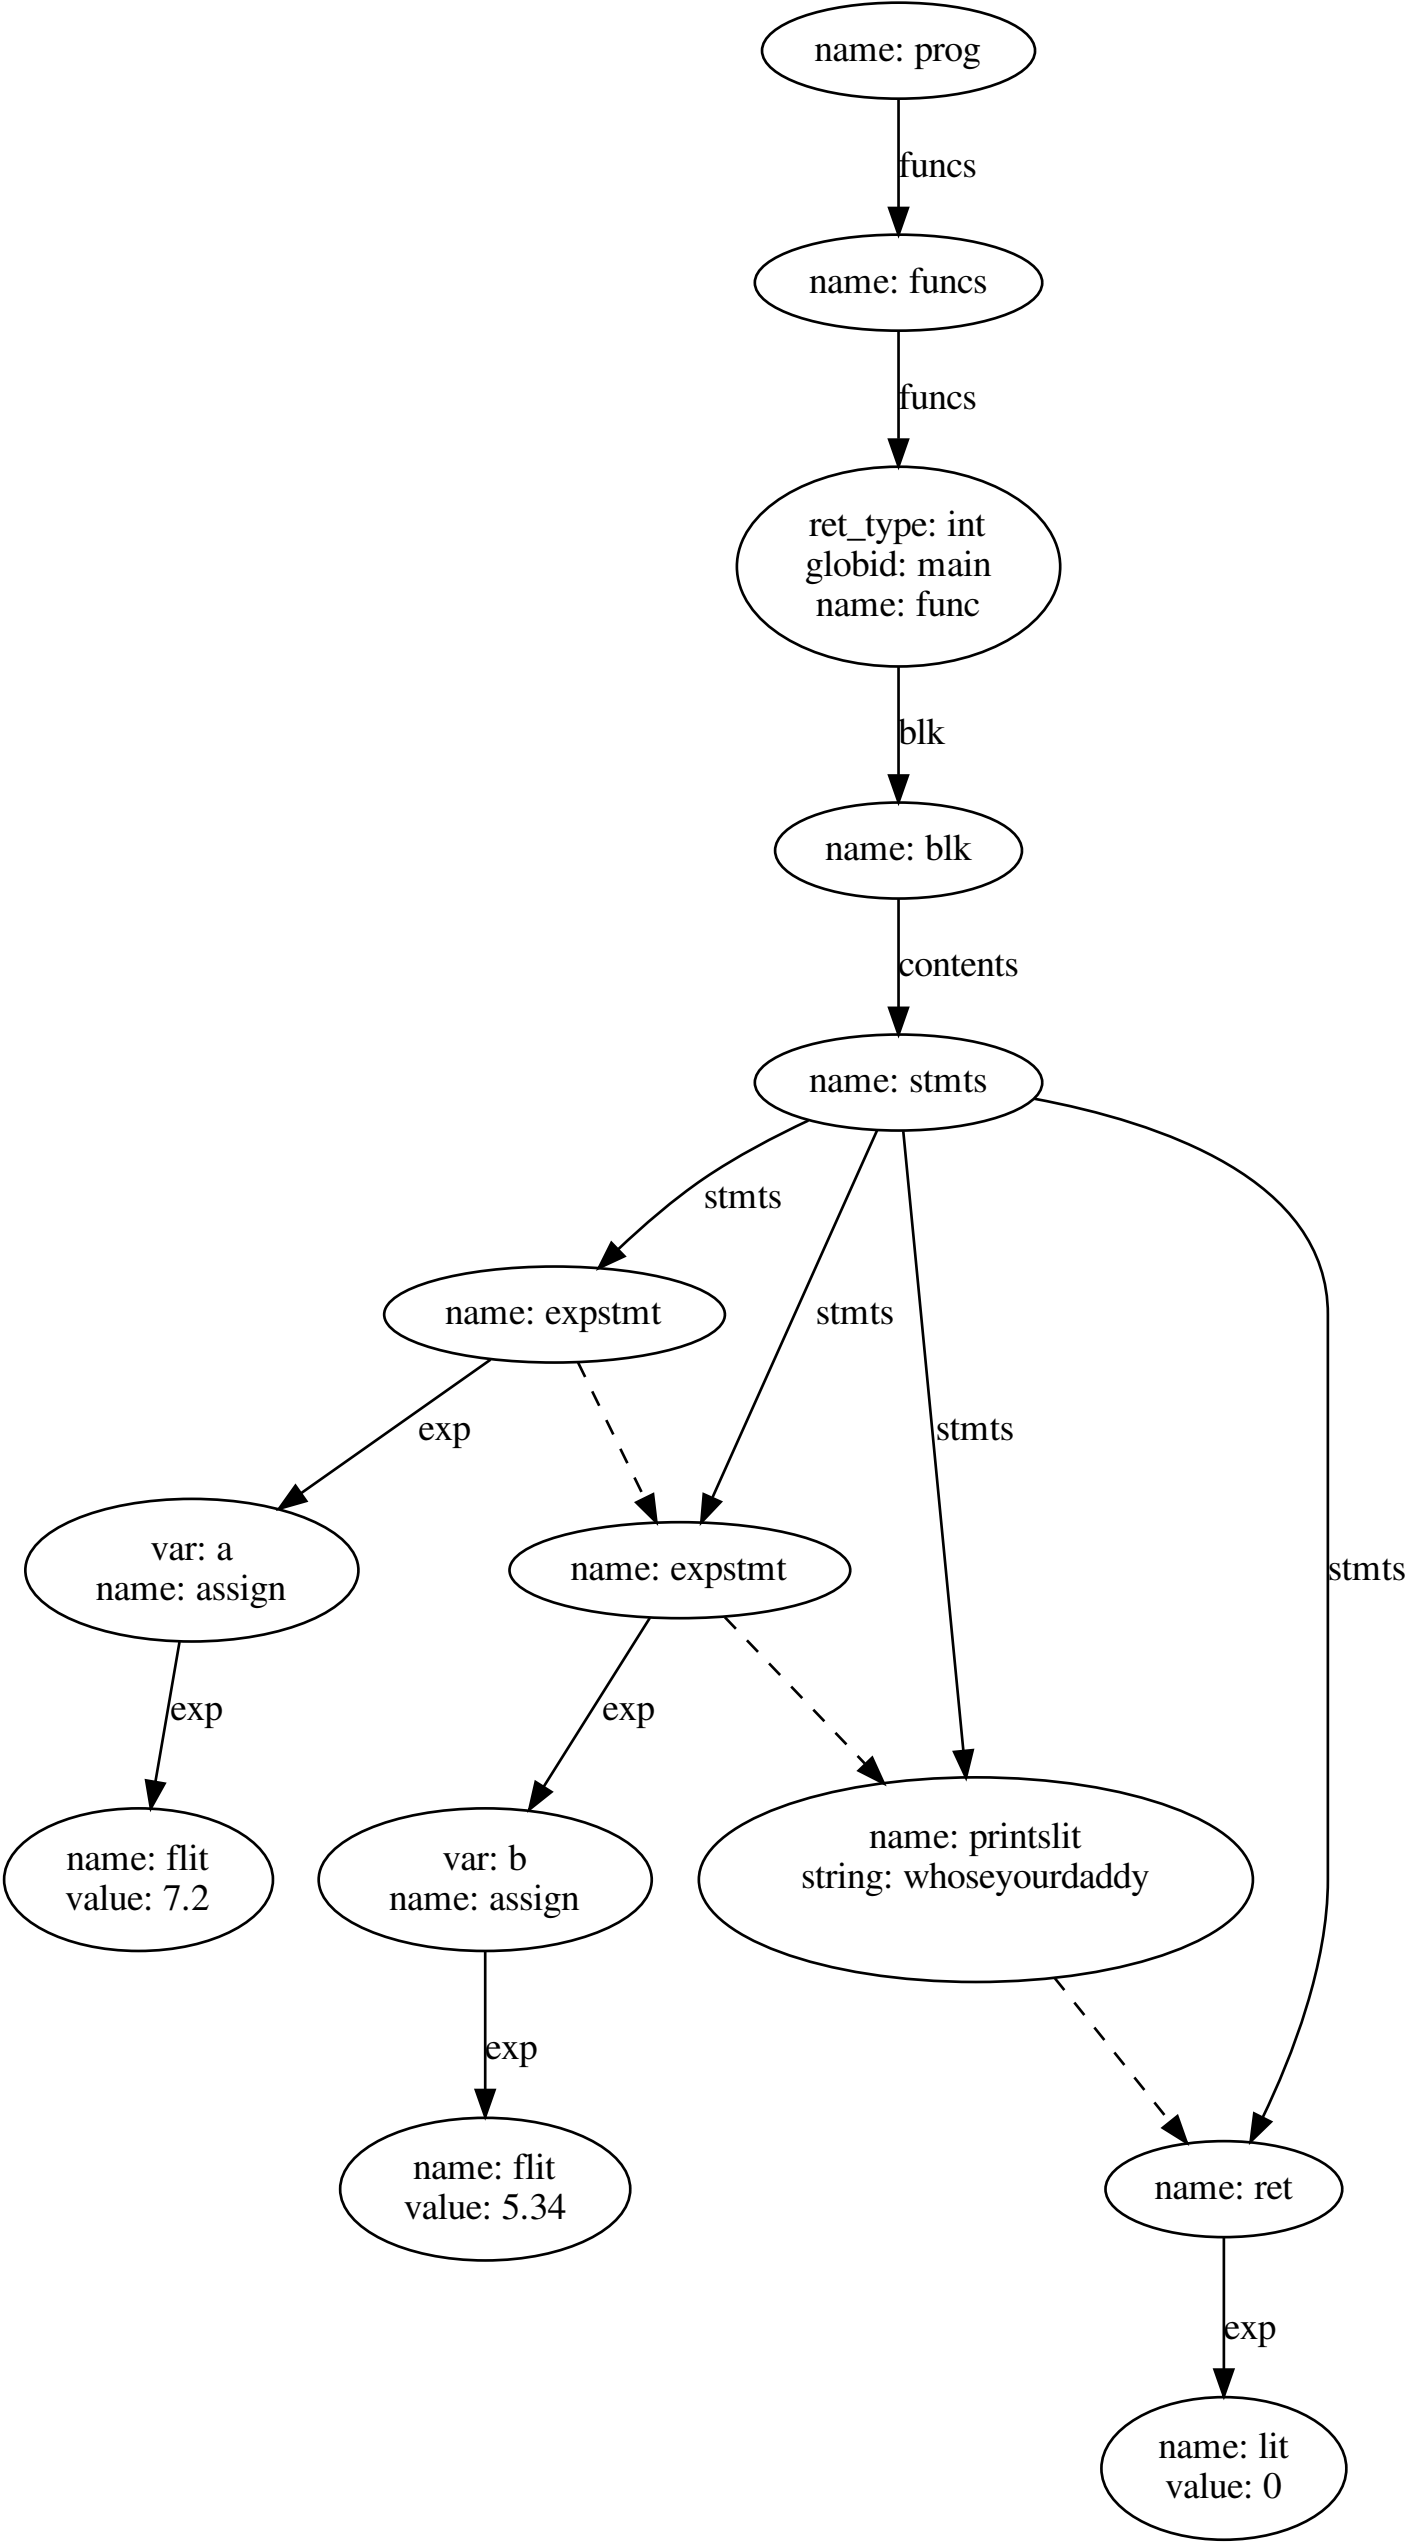 name: prog
funcs
name: funcs
funcs
ret_type: int
globid: main
name: func
blk
name: blk
contents
name: stmts
stmts
name: expstmt
stmts
exp
stmts
var: a
name: assign
name: expstmt
stmts
exp
exp
name: flit
value: 7.2
var: b
name: assign
name: printslit
string: whoseyourdaddy
exp
name: flit
value: 5.34
name: ret
exp
name: lit
value: 0